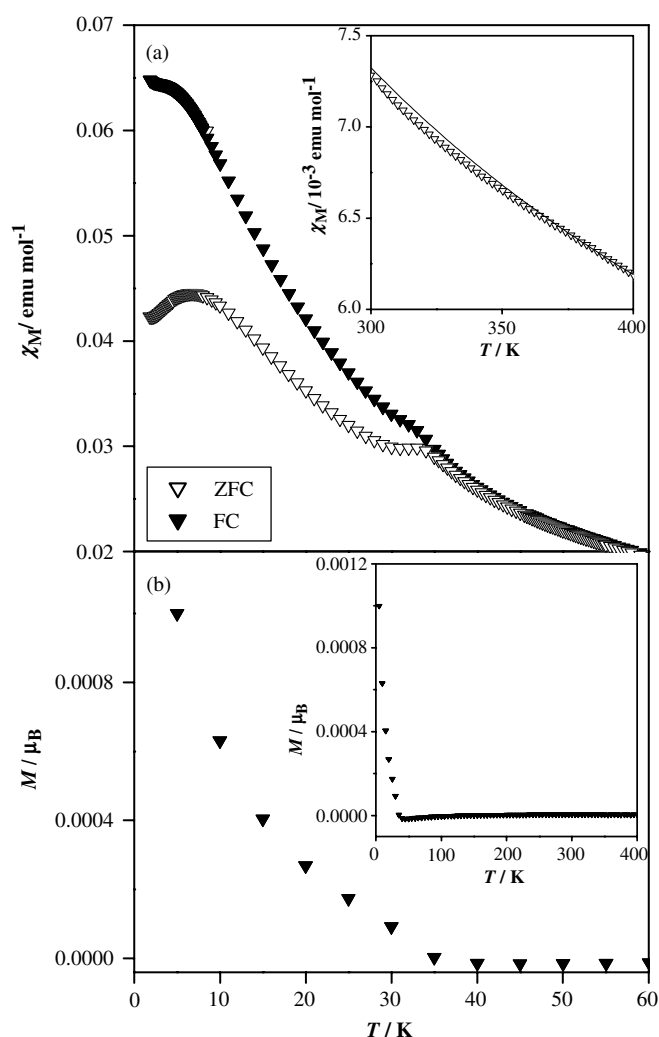 0.07
(a)
0.06
0.05
0.04
0.03
0.02
χM/ emu mol-1
7.5
7.0
6.5
6.0
χM/ 10-3 emu mol-1
300
350
400
T / K
ZFC
FC
(b)
0.0008
0.0004
0.0000
M / μB
0.0012
0.0008
0.0004
0.0000
M / μB
0
100
200
300
400
T / K
0
10
20
30
40
50
60
T / K